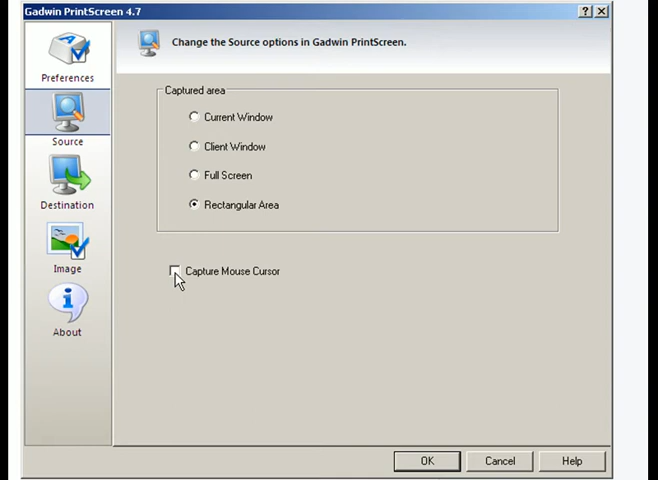 Gadwin PrintScreen 4.7
Change the Source options in Gadwin PrintScreen.
Preferences
Source
Destination
Image
About
Captured area
Current Window
Client Window
Full Screen
Rectangular Area
Capture Mouse Cursor
OK Cancel Help